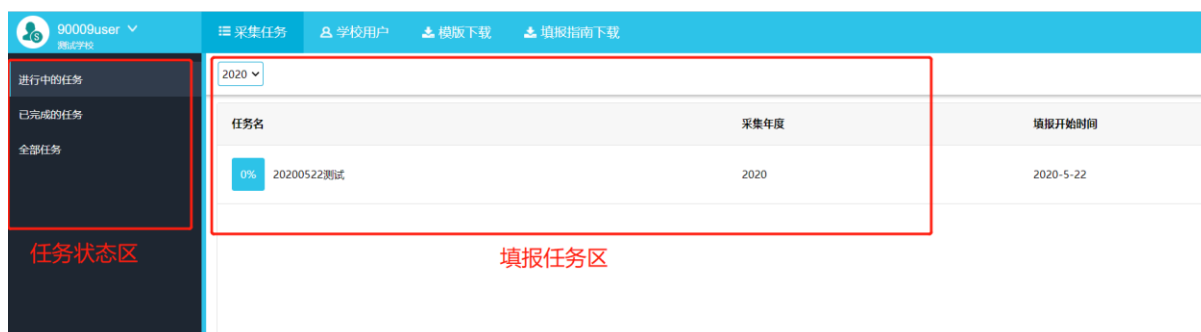 90009user
测试学校
采集任务 学校用户 模版下载 填报指南下载
进行中的任务
已完成的任务
全部任务
2020
任务名 采集年度 填报开始时间
0% 20200522测试 2020 2020-5-22
任务状态区
填报任务区